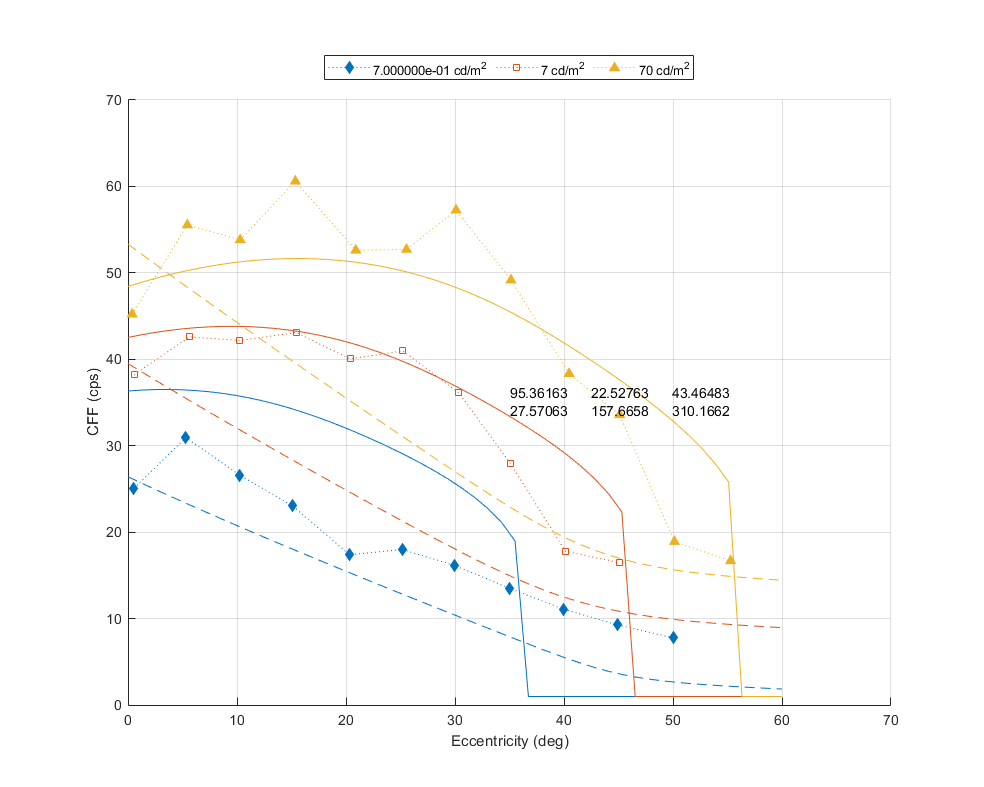 7.000000e-01 cd/m² 7 cd/m² 70 cd/m²
70
60
50
40
30
20
10
0
CFF (cps)
95.36163 22.52763 43.46483
27.57063 157.6658 310.1662
0 10 20 30 40 50 60 70
Eccentricity (deg)